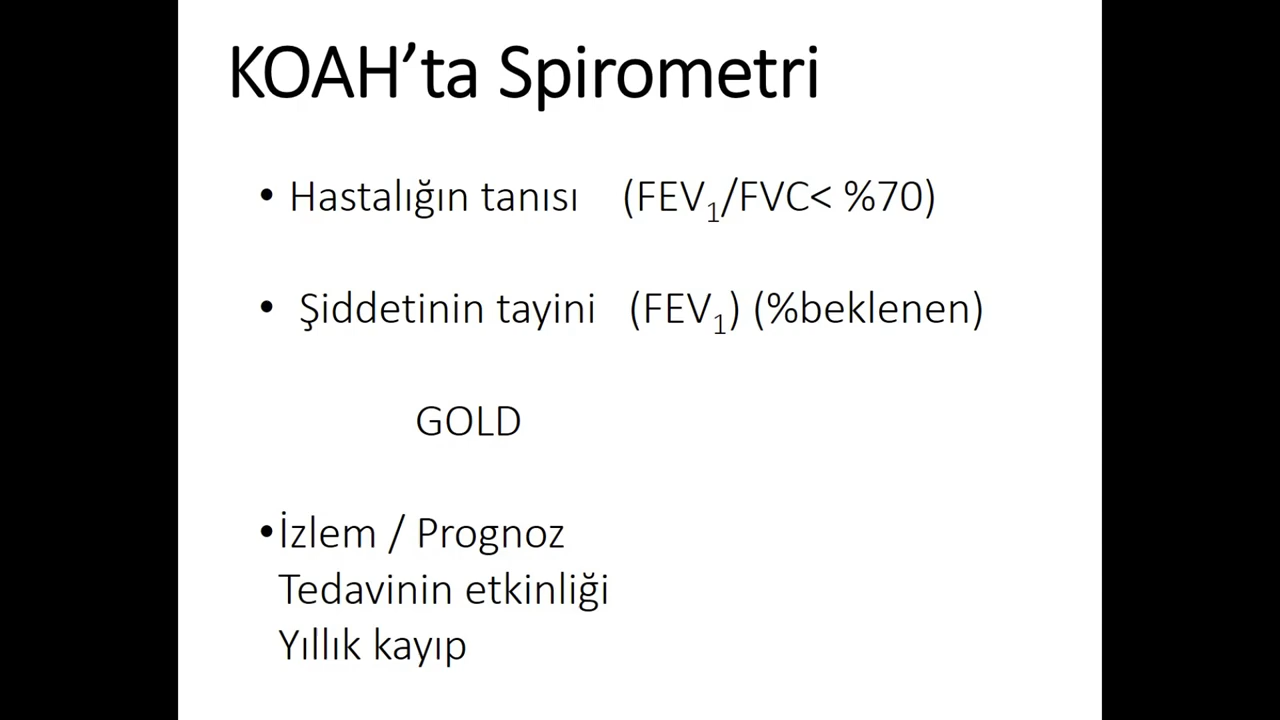 KOAH’ta Spirometri
• Hastalığın tanısı (FEV₁/FVC< %70)
• Şiddetinin tayini (FEV₁) (%beklenen)
GOLD
•İzlem / Prognoz
Tedavinin etkinliği
Yıllık kayıp